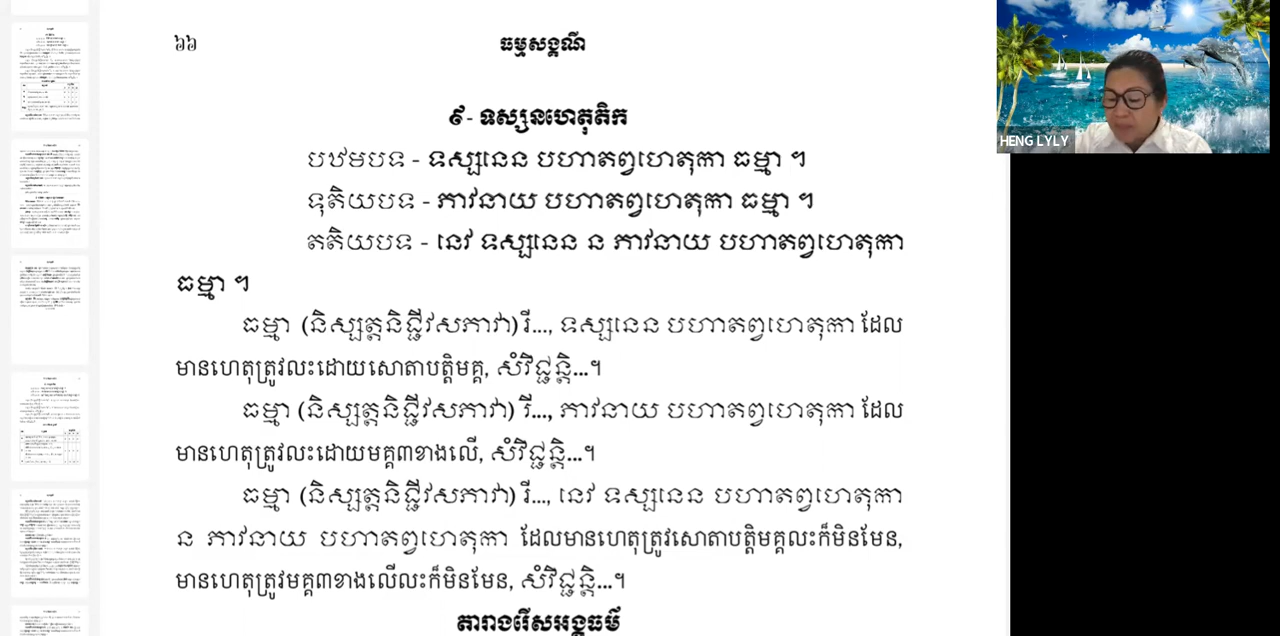 ៦៦
ធម្មសង្គណី
៩- ទស្សនហេតុតិក
បឋមបទ - ទស្សនេន បហាតព្វហេតុកា ធម្មា ។
ទុតិយបទ - ភាវនាយ បហាតព្វហេតុកា ធម្មា ។
តតិយបទ - នេវ ទស្សនេន ន ភាវនាយ បហាតព្វហេតុកា
ធម្មា ។
ធម្មា (និស្សត្តនិជ្ជីវសភាវា) រី..., ទស្សនេន បហាតព្វហេតុកា ដែល
មានហេតុត្រូវលះដោយសោតាបត្តិមគ្គ, សំវិជ្ជន្តិ...។
ធម្មា (និស្សត្តនិជ្ជីវសភាវា) រី..., ភាវនាយ បហាតព្វហេតុកា ដែល
មានហេតុត្រូវលះដោយមគ្គ៣ខាងលើ, សំវិជ្ជន្តិ...។
ធម្មា (និស្សត្តនិជ្ជីវសភាវា) រី..., នេវ ទស្សនេន បហាតព្វហេតុកា
ន ភាវនាយ បហាតព្វហេតុកា ដែលមានហេតុត្រូវសោតាបត្តិមគ្គលះក៏មិនមែន,
មានហេតុត្រូវមគ្គ៣ខាងលើលះក៏មិនមែន, សំវិជ្ជន្តិ...។
តារាងរើសអង្គធម៌
HENG LYLY